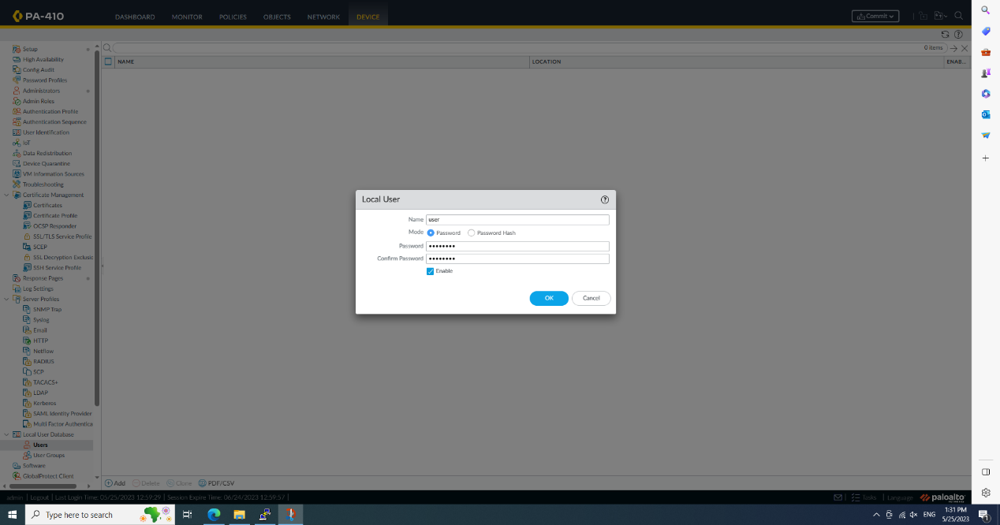 PA-410
DASHBOARD MONITOR POLICIES OBJECTS NETWORK DEVICE
Commit
0 items
NAME LOCATION ENAB...
Setup
High Availability
Config Audit
Password Profiles
Administrators
Admin Roles
Authentication Profile
Authentication Sequence
User Identification
IoT
Data Redistribution
Device Quarantine
VM Information Sources
Troubleshooting
Certificate Management
Certificates
Certificate Profile
OCSP Responder
SSL/TLS Service Profile
SCEP
SSL Decryption Exclusio
SSH Service Profile
Response Pages
Log Settings
Server Profiles
SNMP Trap
Syslog
Email
HTTP
Netflow
RADIUS
SCP
TACACS+
LDAP
Kerberos
SAML Identity Provider
Multi Factor Authentica
Local User Database
Users
User Groups
Software
GlobalProtect Client
Local User
Name user
Mode Password Password Hash
Password ••••••••
Confirm Password ••••••••
Enable
OK Cancel
Add Delete Clone PDF/CSV
admin | Logout | Last Login Time: 05/25/2023 12:59:29 | Session Expire Time: 06/24/2023 12:59:57 |
Tasks | Language paloalto
NETWORKS
Type here to search
ENG
1:31 PM
5/25/2023
1